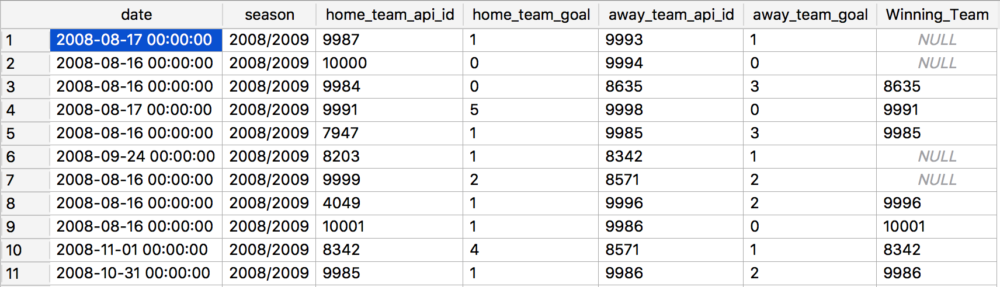 date season home_team_api_id home_team_goal away_team_api_id away_team_goal Winning_Team
1 2008-08-17 00:00:00 2008/2009 9987 1 9993 1 NULL
2 2008-08-16 00:00:00 2008/2009 10000 0 9994 0 NULL
3 2008-08-16 00:00:00 2008/2009 9984 0 8635 3 8635
4 2008-08-17 00:00:00 2008/2009 9991 5 9998 0 9991
5 2008-08-16 00:00:00 2008/2009 7947 1 9985 3 9985
6 2008-09-24 00:00:00 2008/2009 8203 1 8342 1 NULL
7 2008-08-16 00:00:00 2008/2009 9999 2 8571 2 NULL
8 2008-08-16 00:00:00 2008/2009 4049 1 9996 2 9996
9 2008-08-16 00:00:00 2008/2009 10001 1 9986 0 10001
10 2008-11-01 00:00:00 2008/2009 8342 4 8571 1 8342
11 2008-10-31 00:00:00 2008/2009 9985 1 9986 2 9986